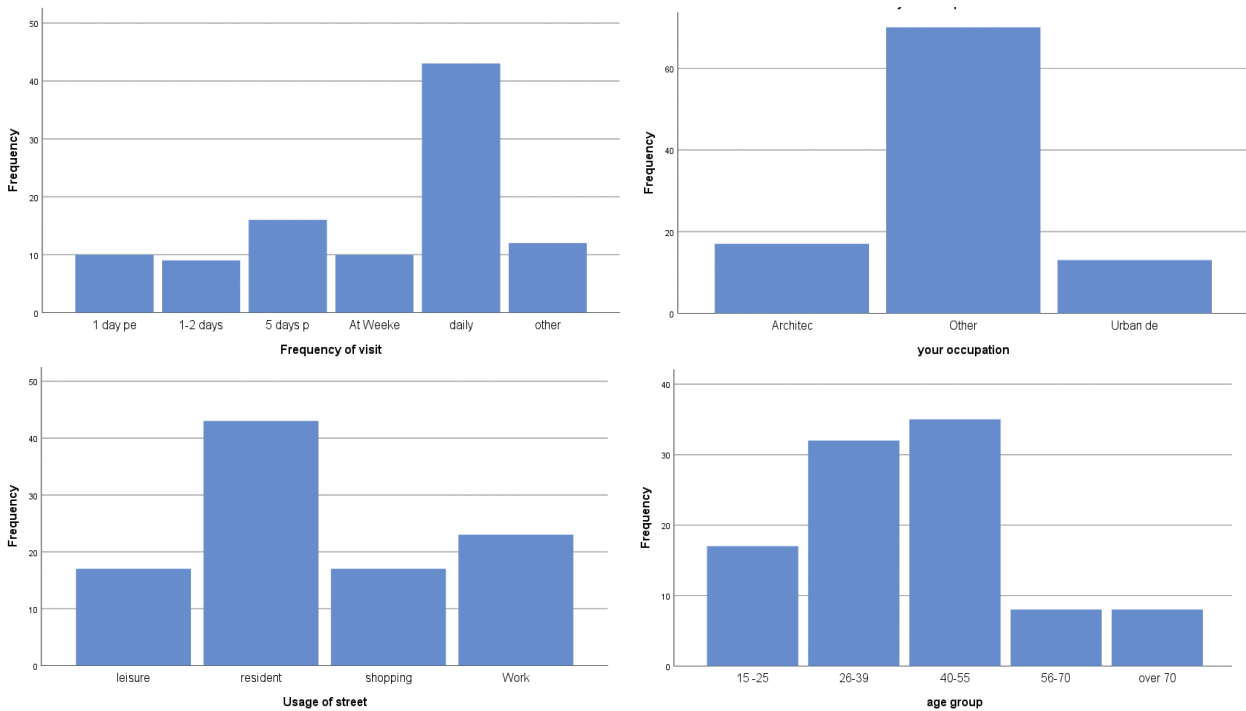 50
40
30
20
10
0
Frequency
1 day pe 1-2 days 5 days p At Weeke daily other
Frequency of visit
60
40
20
0
Frequency
Architec Other Urban de
your occupation
50
40
30
20
10
0
Frequency
leisure resident shopping Work
Usage of street
40
30
20
10
0
Frequency
15 -25 26-39 40-55 56-70 over 70
age group